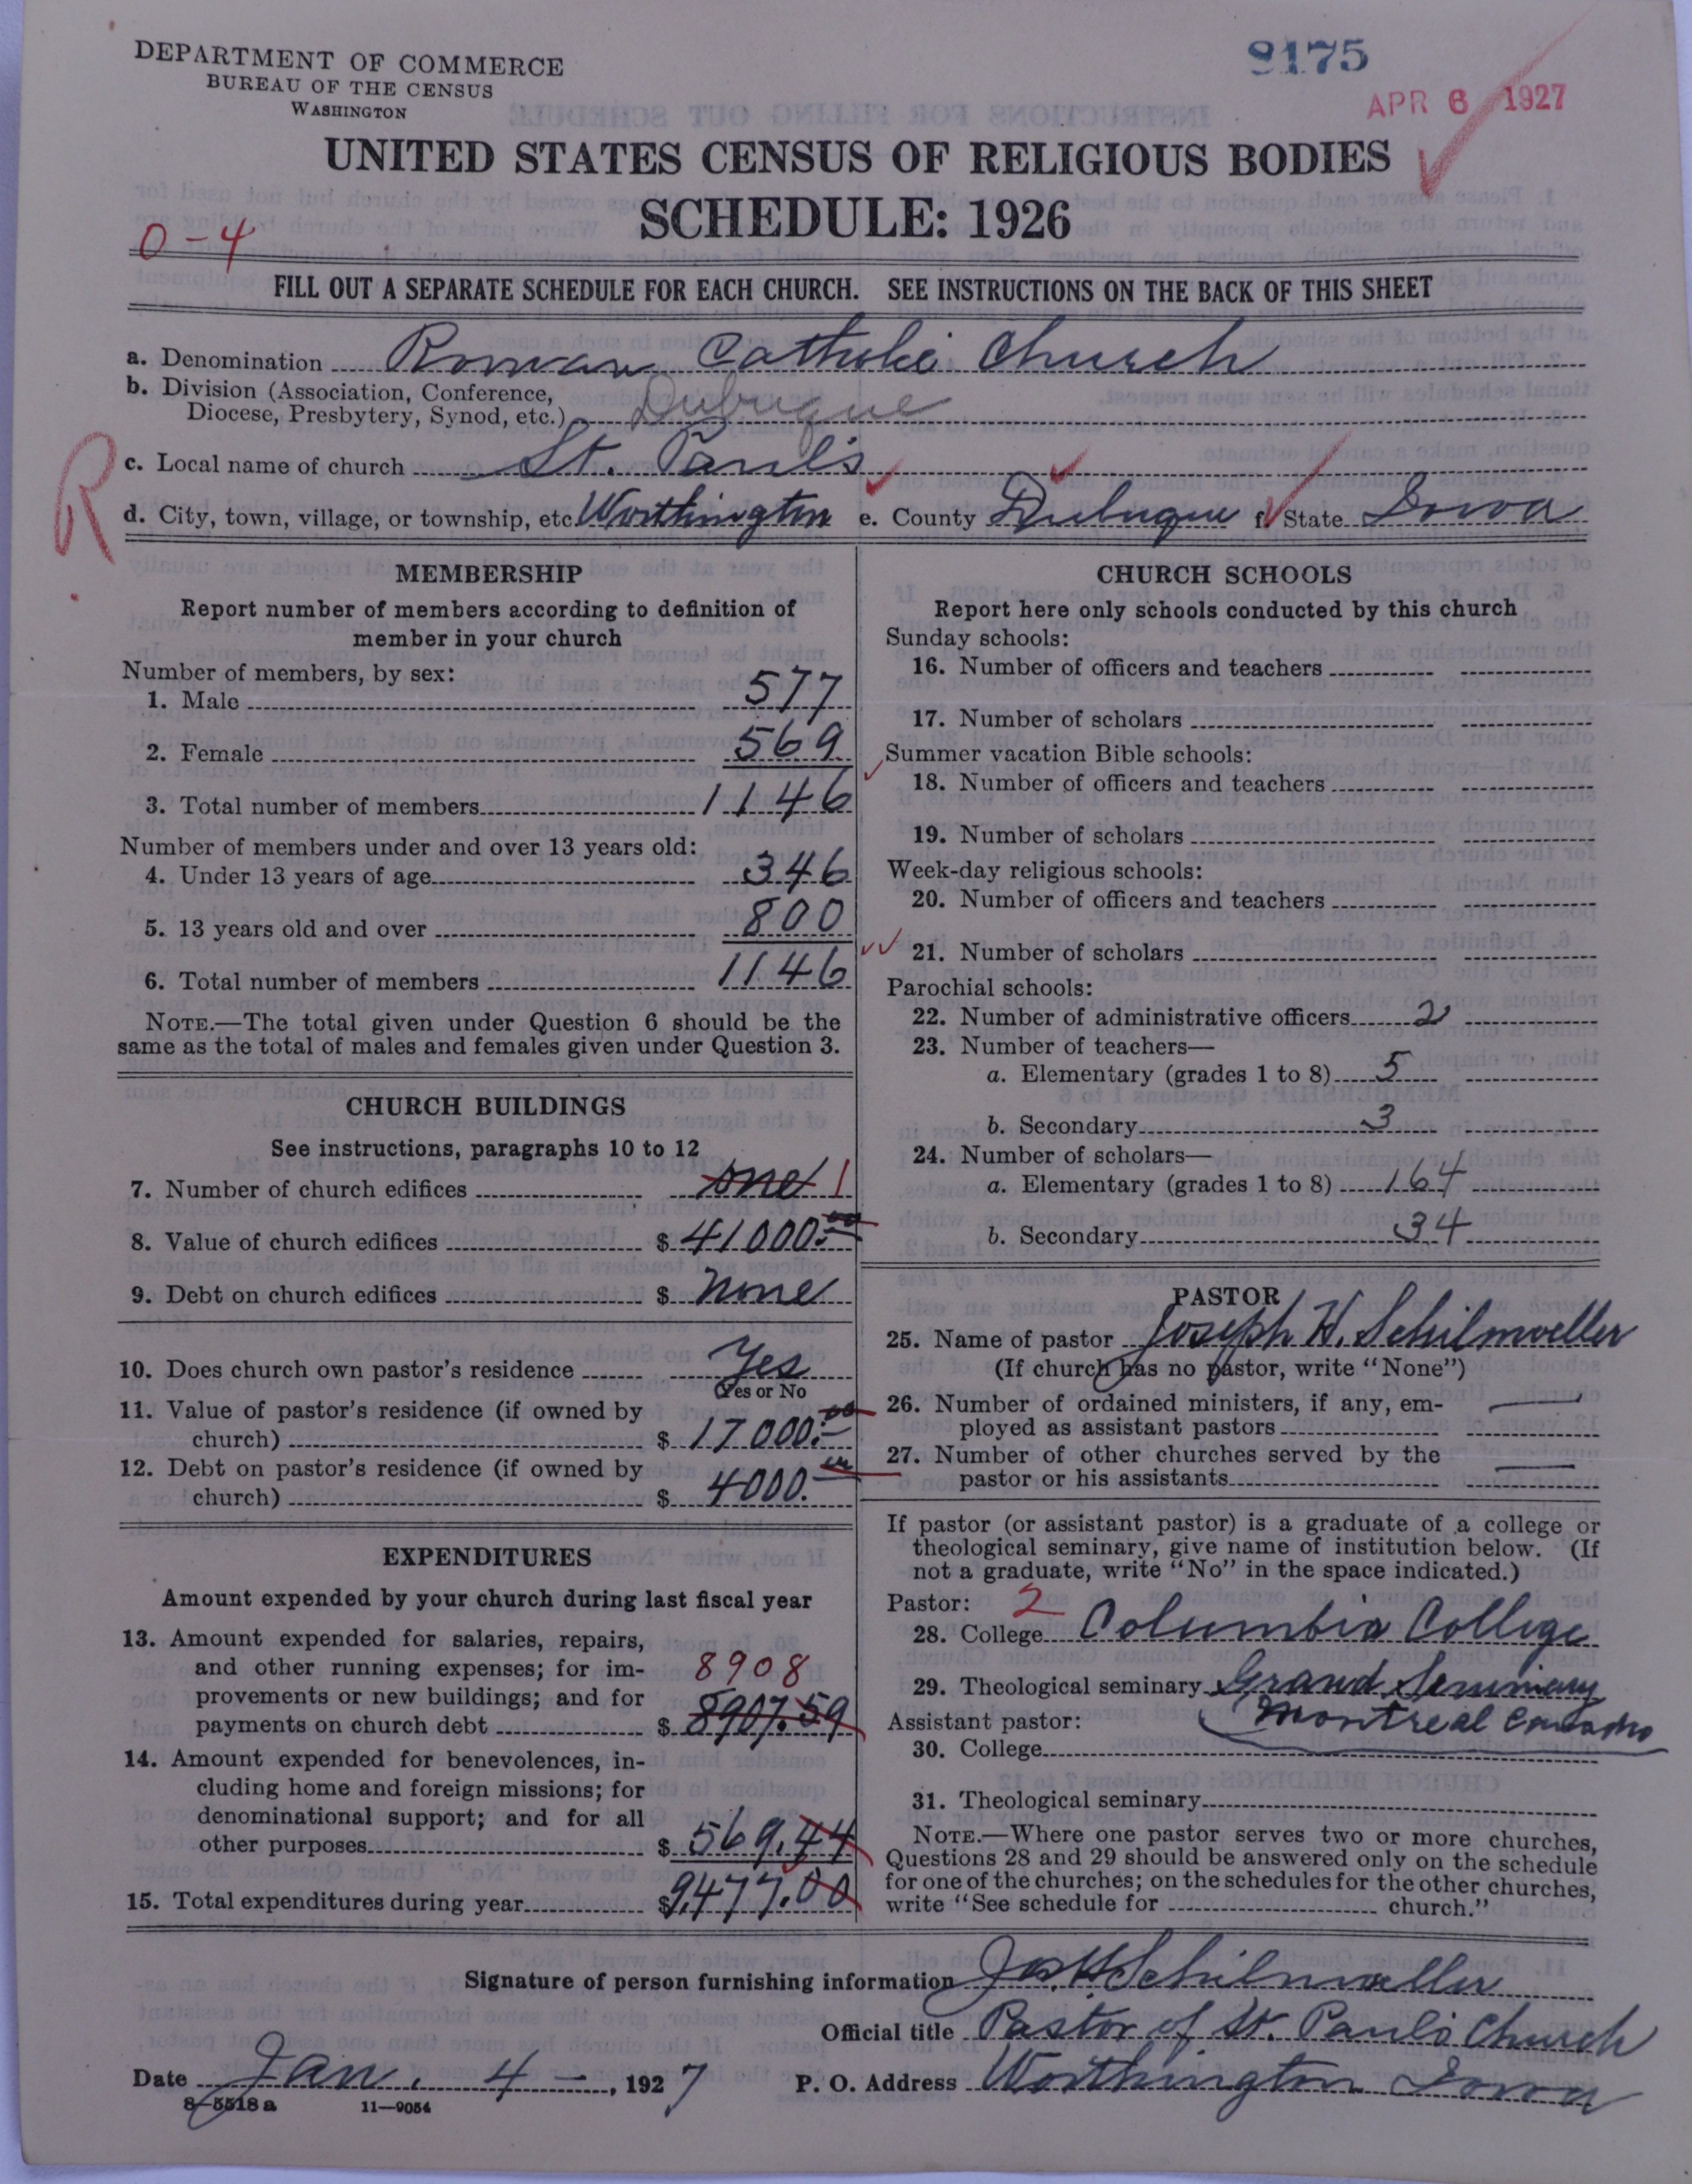 DEPARTMENT OF COMMERCE
BUREAU OF THE CENSUS
WASHINGTON
9175
APR 6 1927
UNITED STATES CENSUS OF RELIGIOUS BODIES
SCHEDULE: 1926
0-4
FILL OUT A SEPARATE SCHEDULE FOR EACH CHURCH. SEE INSTRUCTIONS ON THE BACK OF THIS SHEET
a. Denomination Roman Catholic Church
b. Division (Association, Conference,
Diocese, Presbytery, Synod, etc.) Dubuque
R
c. Local name of church St. Paul's
d. City, town, village, or township, etc. Worthington e. County Dubuque f. State Iowa
MEMBERSHIP
Report number of members according to definition of
member in your church
Number of members, by sex:
1. Male 577
2. Female 569
3. Total number of members 1146
Number of members under and over 13 years old:
4. Under 13 years of age 346
5. 13 years old and over 800
6. Total number of members 1146
NOTE.—The total given under Question 6 should be the
same as the total of males and females given under Question 3.
CHURCH BUILDINGS
See instructions, paragraphs 10 to 12
7. Number of church edifices one 1
8. Value of church edifices $ 41000.00
9. Debt on church edifices $ none
10. Does church own pastor's residence Yes
Yes or No
11. Value of pastor's residence (if owned by
church) $ 17000.00
12. Debt on pastor's residence (if owned by
church) $ 4000.
EXPENDITURES
Amount expended by your church during last fiscal year
13. Amount expended for salaries, repairs,
and other running expenses; for im- 8908
provements or new buildings; and for
payments on church debt $ 8907.59
14. Amount expended for benevolences, in-
cluding home and foreign missions; for
denominational support; and for all
other purposes $ 569.44
15. Total expenditures during year $9,477.00
CHURCH SCHOOLS
Report here only schools conducted by this church
Sunday schools:
16. Number of officers and teachers
17. Number of scholars
Summer vacation Bible schools:
18. Number of officers and teachers
19. Number of scholars
Week-day religious schools:
20. Number of officers and teachers
21. Number of scholars
Parochial schools:
22. Number of administrative officers 2
23. Number of teachers—
a. Elementary (grades 1 to 8) 5
b. Secondary 3
24. Number of scholars—
a. Elementary (grades 1 to 8) 164
b. Secondary 34
PASTOR
25. Name of pastor Joseph H. Schilmoeller
(If church has no pastor, write "None")
26. Number of ordained ministers, if any, em-
ployed as assistant pastors —
27. Number of other churches served by the
pastor or his assistants —
If pastor (or assistant pastor) is a graduate of a college or
theological seminary, give name of institution below. (If
not a graduate, write "No" in the space indicated.)
Pastor: 2
28. College Columbia College
29. Theological seminary Grand Seminary
Assistant pastor: Montreal
30. College
31. Theological seminary
NOTE.—Where one pastor serves two or more churches,
Questions 28 and 29 should be answered only on the schedule
for one of the churches; on the schedules for the other churches,
write "See schedule for church."
Signature of person furnishing information Jos. H. Schilmoeller
Official title Pastor of St. Paul's Church
Date Jan. 4 —, 1927 P. O. Address Worthington Iowa
8-5518a 11—9054